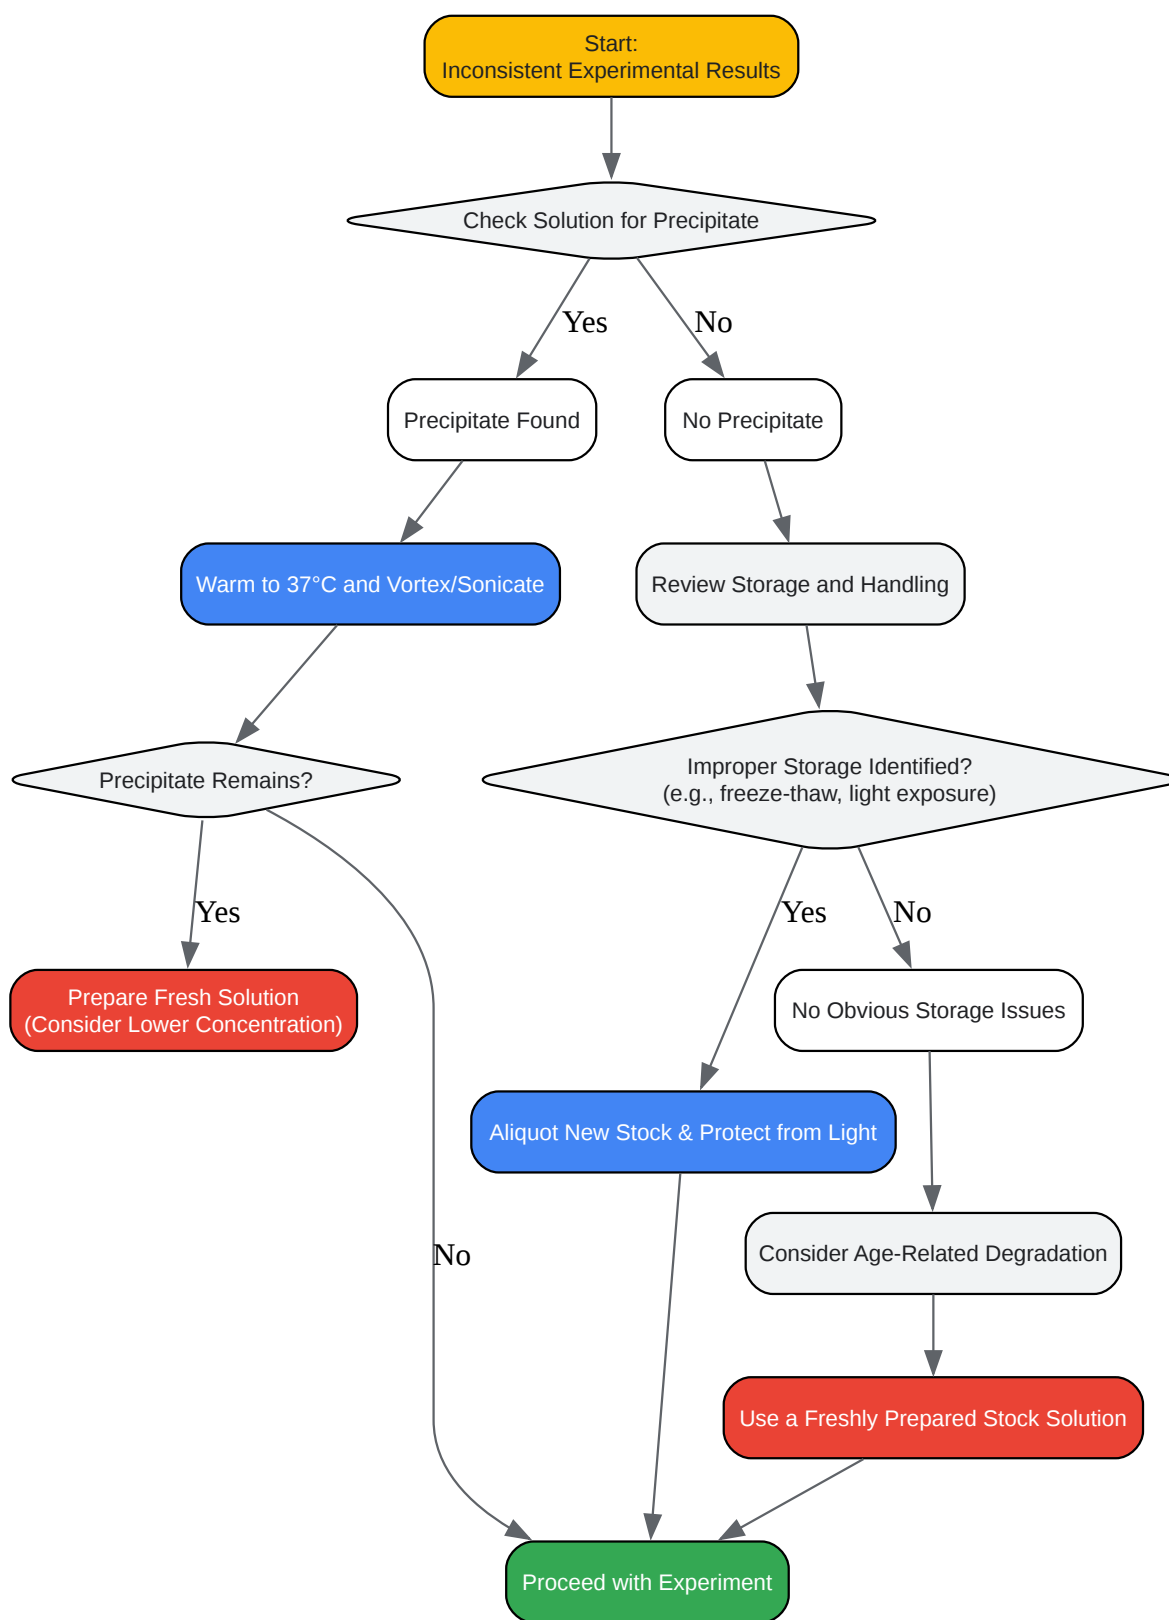 Start:
Inconsistent Experimental Results
Check Solution for Precipitate
Yes
No
Precipitate Found
No Precipitate
Warm to 37°C and Vortex/Sonicate
Review Storage and Handling
Precipitate Remains?
Improper Storage Identified?
(e.g., freeze-thaw, light exposure)
Yes
Yes
No
Prepare Fresh Solution
(Consider Lower Concentration)
No Obvious Storage Issues
Aliquot New Stock & Protect from Light
No
Consider Age-Related Degradation
Use a Freshly Prepared Stock Solution
Proceed with Experiment